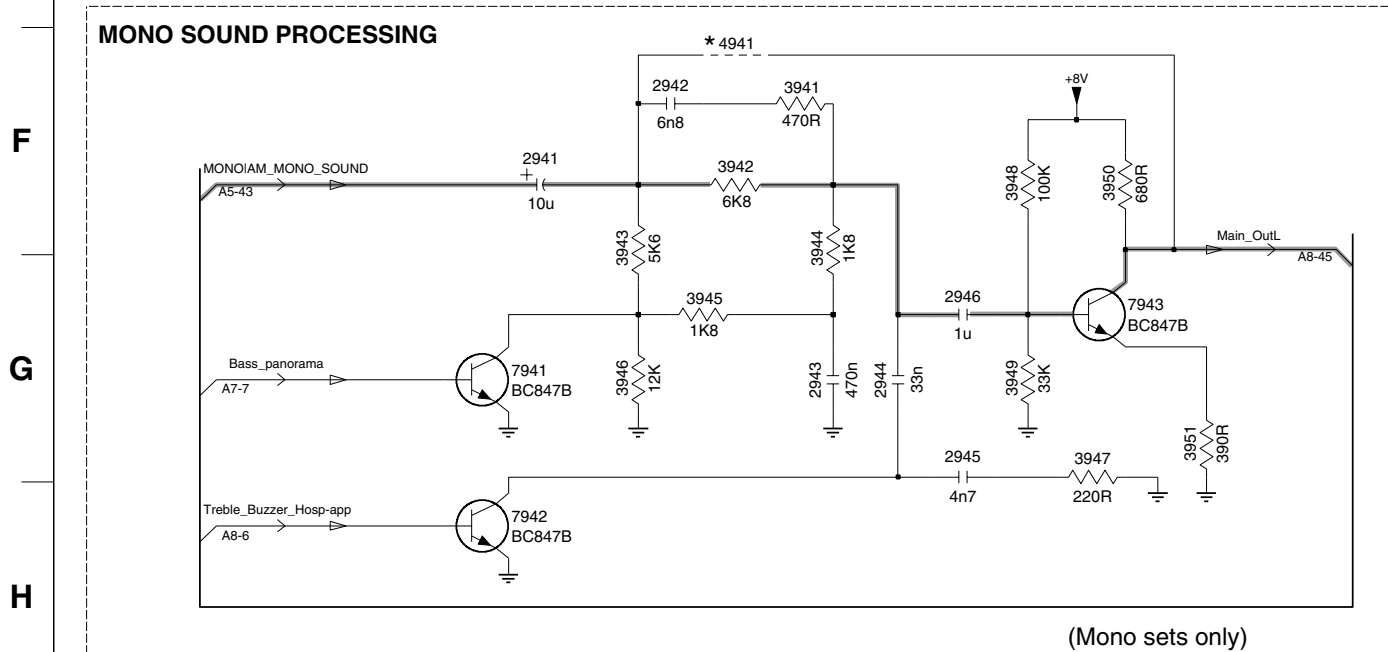 MONO SOUND PROCESSING
* 4941
F
2942
6n8
3941
470R
+8V
MONO|AM_MONO_SOUND
A5-43
2941
+
10u
3942
6K8
3948
100K
3950
680R
3943
5K6
3944
1K8
Main_OutL
A8-45
G
Bass_panorama
A7-7
7941
BC847B
3945
1K8
3946
12K
2943
470n
2944
33n
2946
1u
3949
33K
7943
BC847B
3951
390R
2945
4n7
3947
220R
H
Treble_Buzzer_Hosp-app
A8-6
7942
BC847B
(Mono sets only)